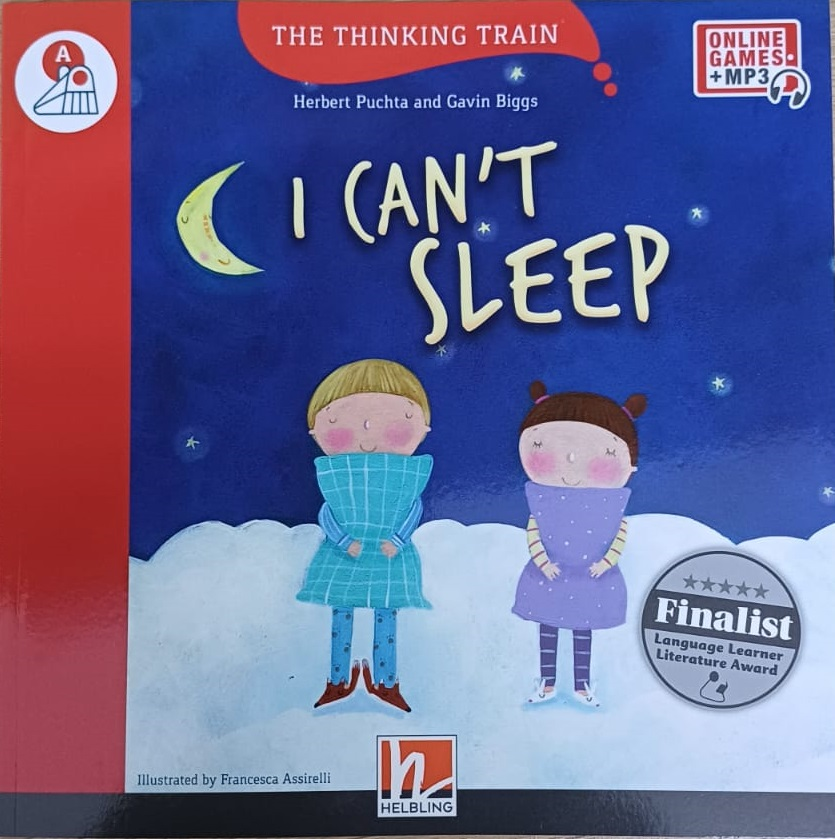 THE THINKING TRAIN
A
ONLINE
GAMES
+MP3
Herbert Puchta and Gavin Biggs
I CAN'T
SLEEP
Finalist
Language Learner
Literature Award
Illustrated by Francesca Assirelli
h
HELBLING